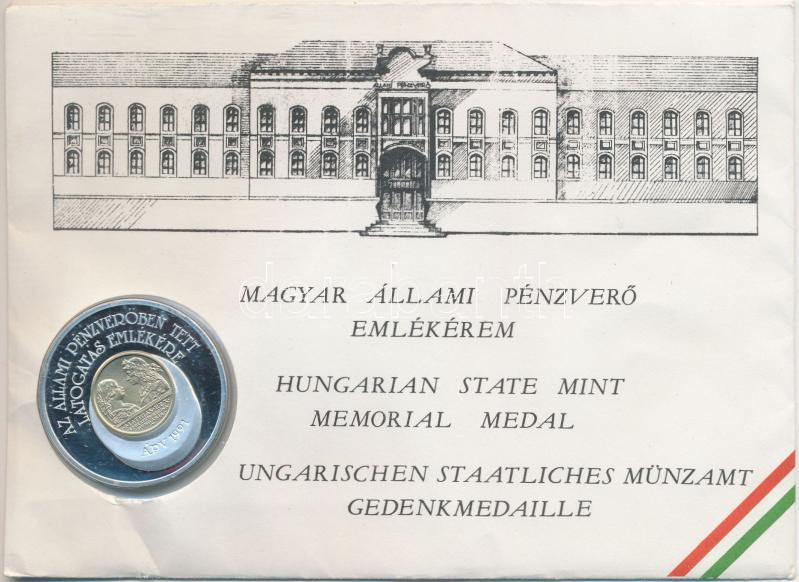 ÁLLAMI PÉNZVERŐ
MAGYAR ÁLLAMI PÉNZVERŐ
EMLÉKÉREM
HUNGARIAN STATE MINT
MEMORIAL MEDAL
UNGARISCHEN STAATLICHES MÜNZAMT
GEDENKMEDAILLE
AZ ÁLLAMI PÉNZVERŐBEN TETT
LÁTOGATÁS EMLÉKÉRE
ÁPV 1991
darabanth